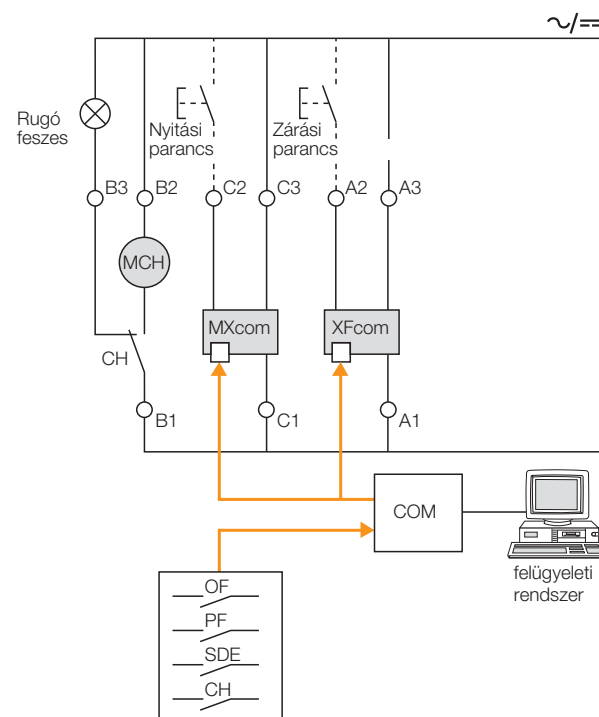 Rugó
feszes
Nyitási
parancs
Zárási
parancs
B3
B2
C2
C3
A2
A3
MCH
MXcom
XFcom
CH
B1
C1
A1
COM
felügyeleti
rendszer
OF
PF
SDE
CH